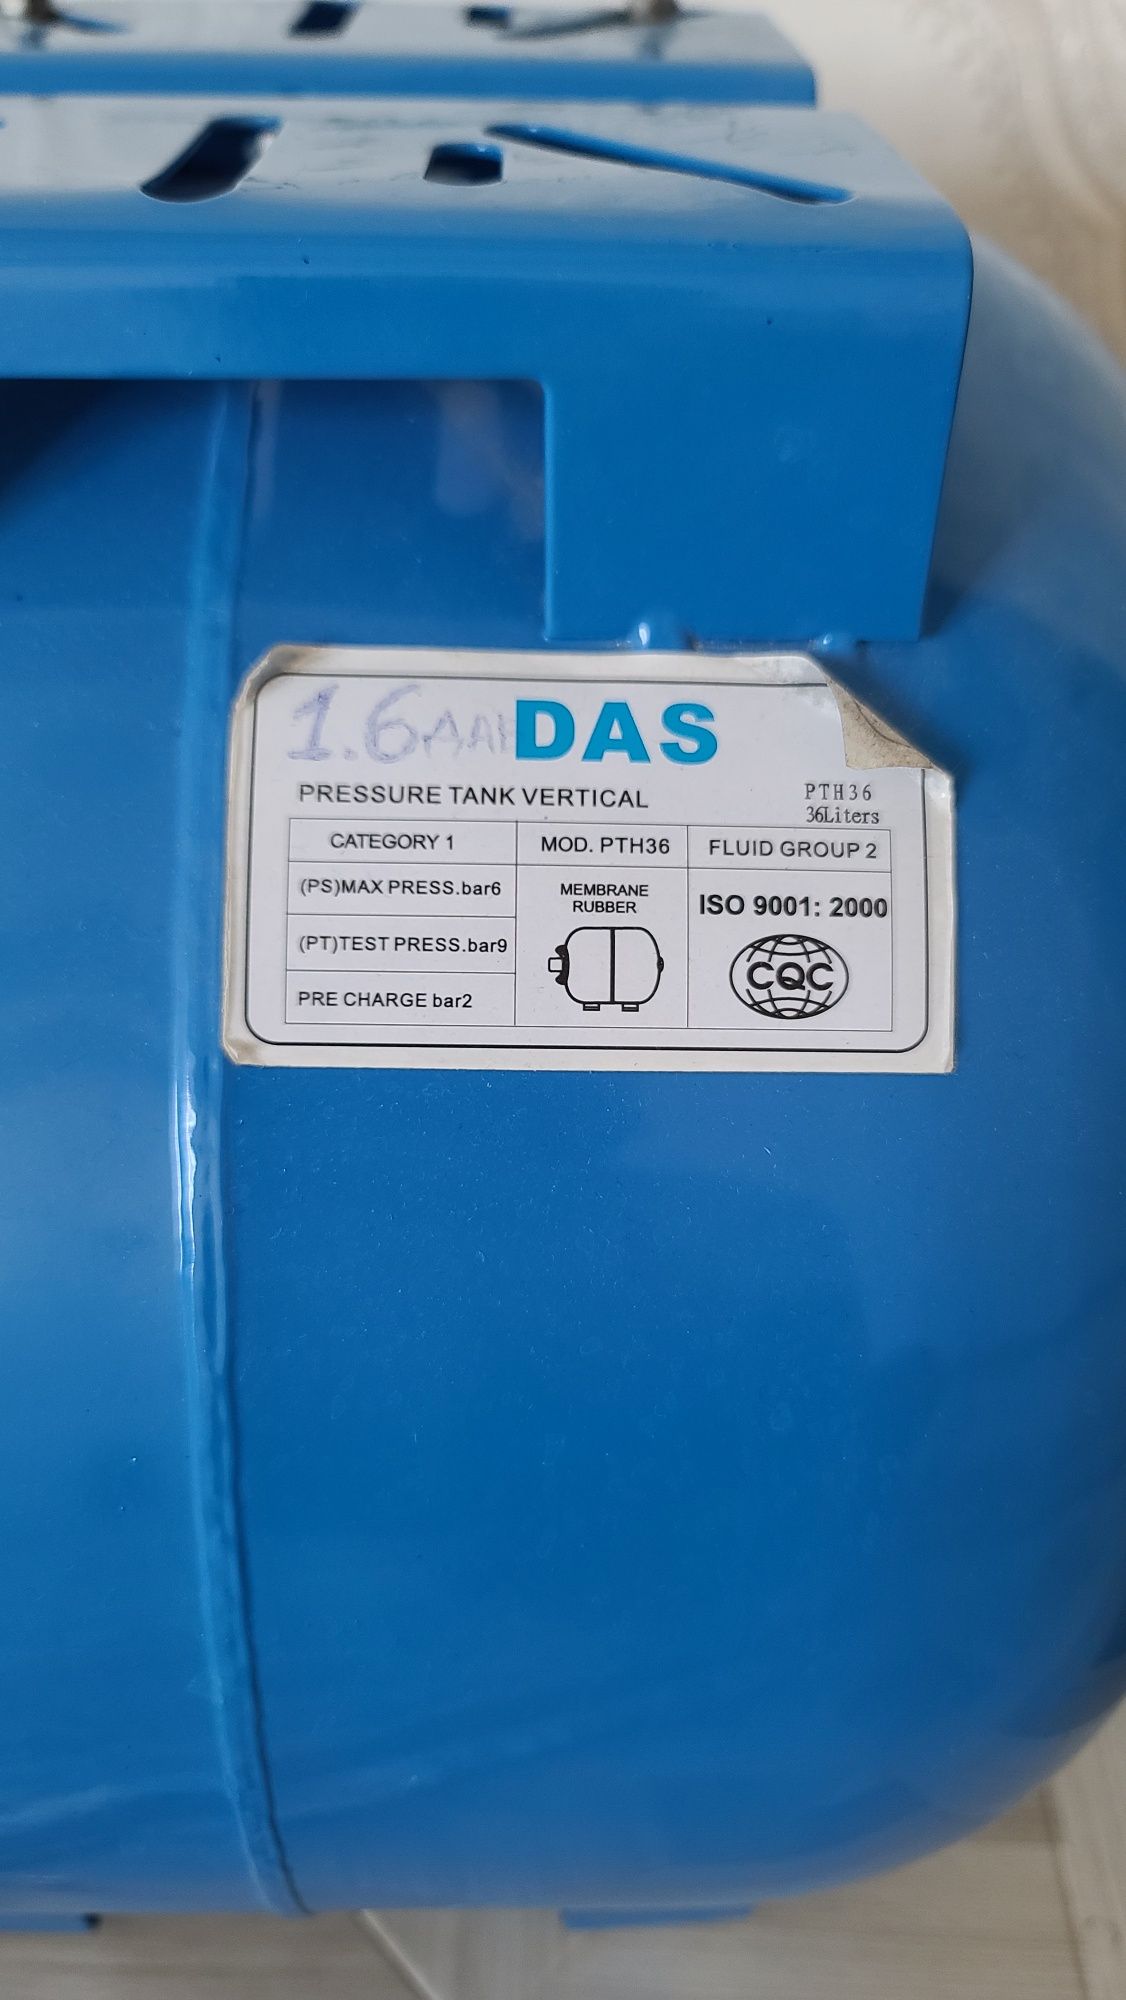 1.6 DAS
PRESSURE TANK VERTICAL
PTH36
36Liters
CATEGORY 1
MOD. PTH36
FLUID GROUP 2
(PS)MAX PRESS.bar6
(PT)TEST PRESS.bar9
PRE CHARGE bar2
MEMBRANE
RUBBER
ISO 9001: 2000
CQC